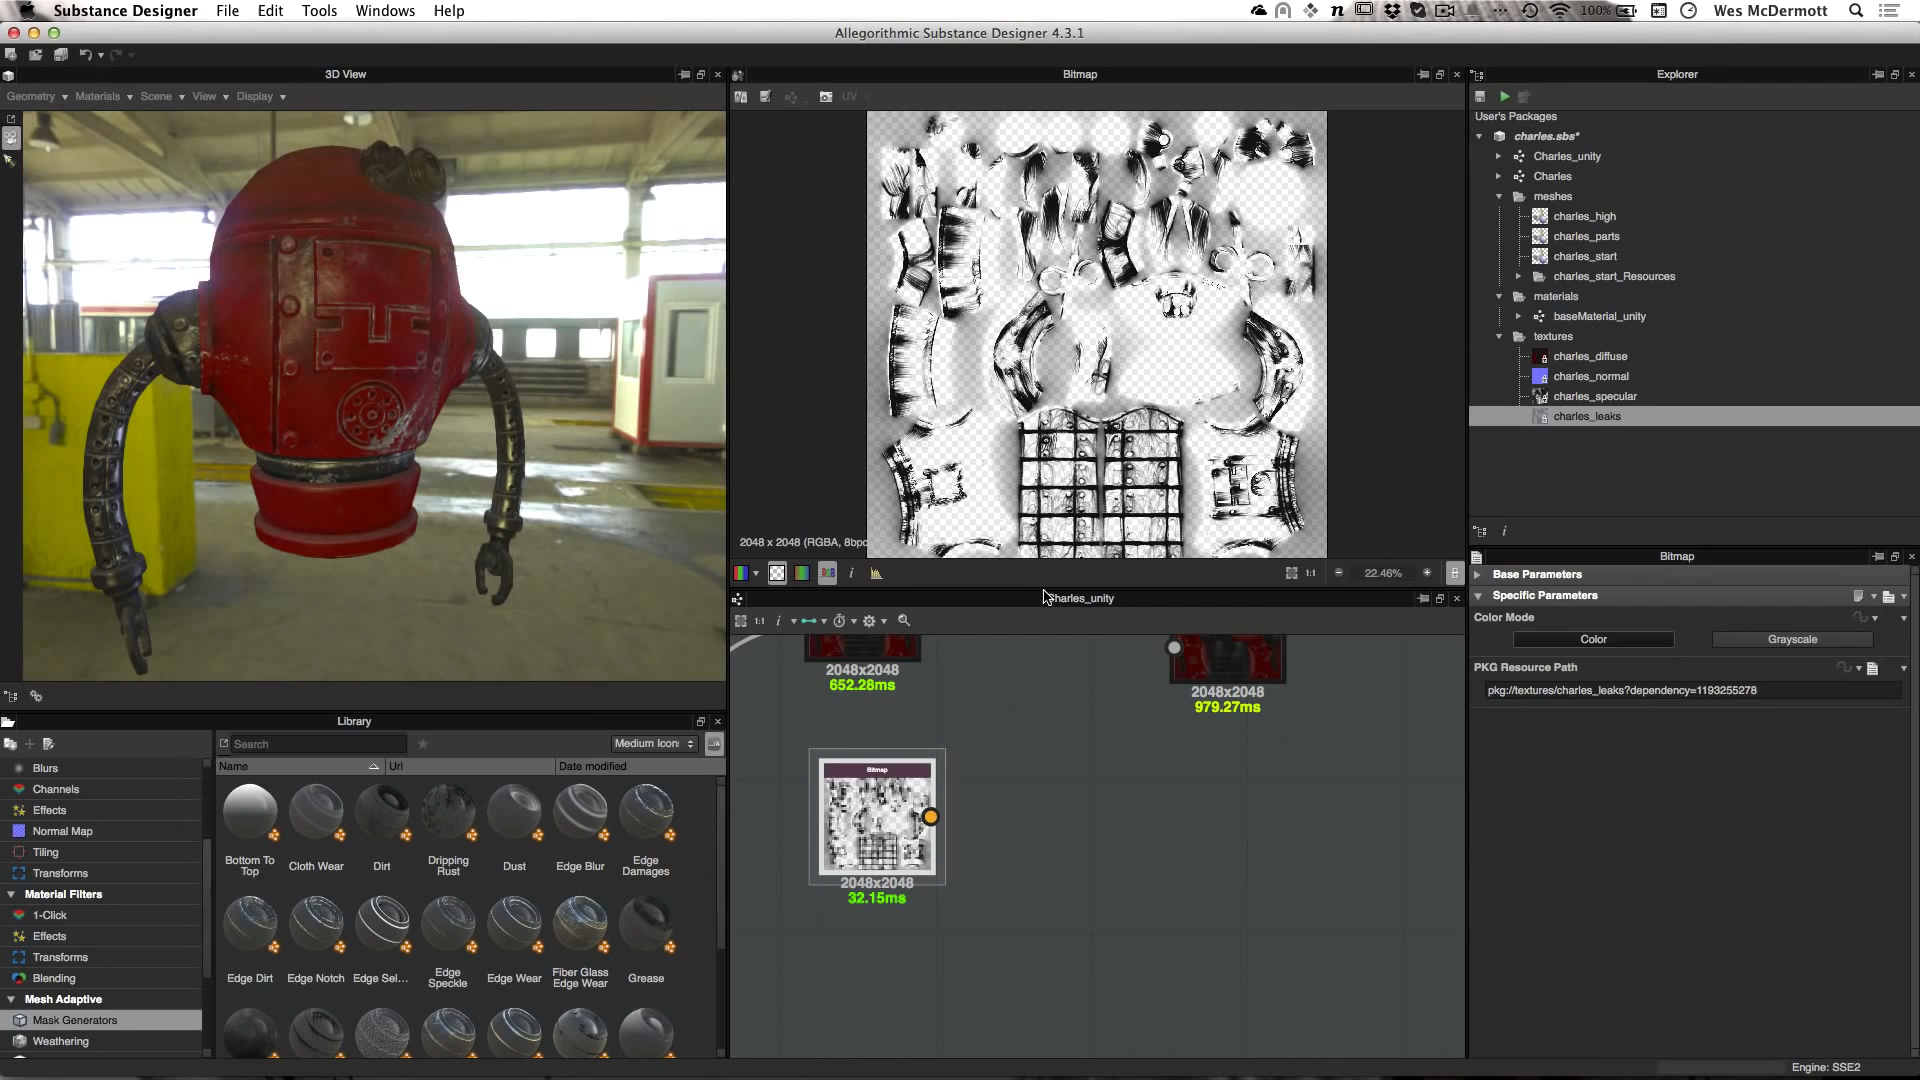 Substance Designer File Edit Tools Windows Help 100% Wes McDermott
Allegorithmic Substance Designer 4.3.1
3D View
Geometry Materials Scene View Display
Bitmap
UV
2048 x 2048 (RGBA, 8bpc
1:1 22.46%
Charles_unity
1:1
2048x2048
652.28ms
2048x2048
979.27ms
Bitmap
2048x2048
32.15ms
Explorer
User's Packages
charles.sbs*
Charles_unity
Charles
meshes
charles_high
charles_parts
charles_start
charles_start_Resources
materials
baseMaterial_unity
textures
charles_diffuse
charles_normal
charles_specular
charles_leaks
Bitmap
Base Parameters
Specific Parameters
Color Mode
Color Grayscale
PKG Resource Path
pkg://textures/charles_leaks?dependency=1193255278
Library
Search Medium Icon:
Name Url Date modified
Blurs
Channels
Effects
Normal Map
Tiling
Transforms
Material Filters
1-Click
Effects
Transforms
Blending
Mesh Adaptive
Mask Generators
Weathering
Bottom To Top
Cloth Wear
Dirt
Dripping Rust
Dust
Edge Blur
Edge Damages
Edge Dirt
Edge Notch
Edge Sel...
Edge Speckle
Edge Wear
Fiber Glass Edge Wear
Grease
Engine: SSE2